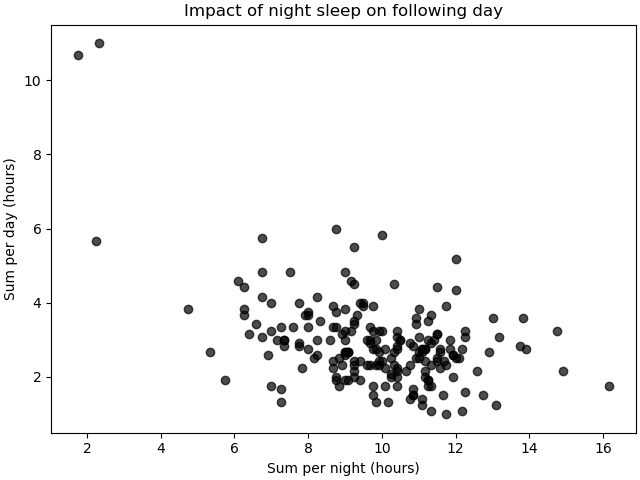 Impact of night sleep on following day
10
8
6
4
2
Sum per day (hours)
2 4 6 8 10 12 14 16
Sum per night (hours)